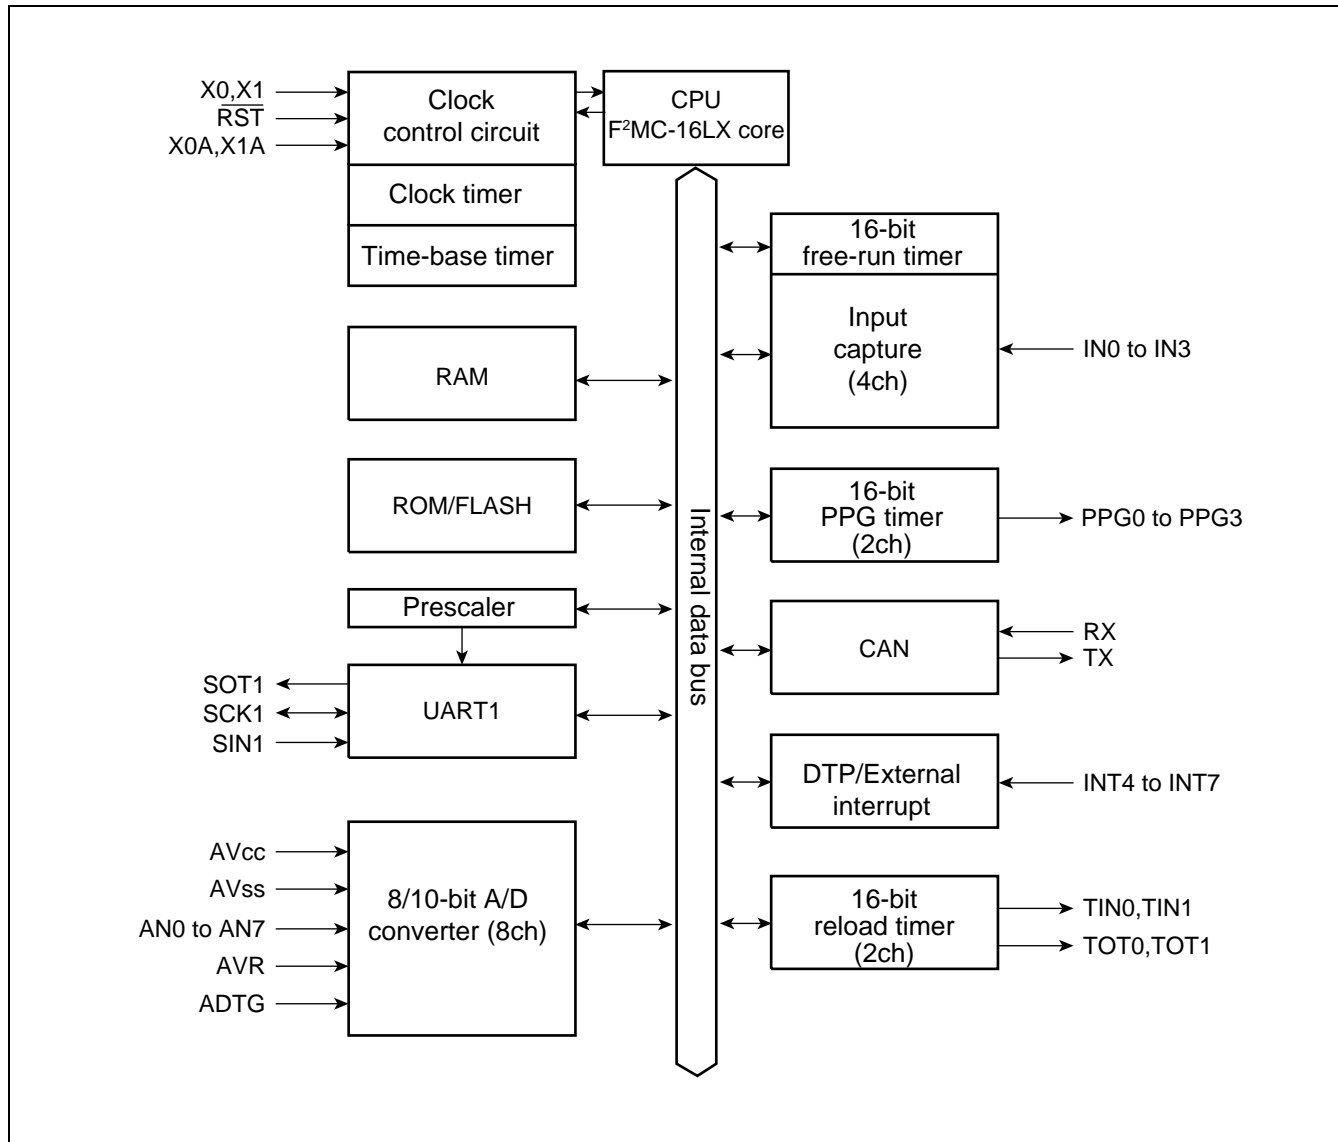 X0,X1
RST
X0A,X1A
Clock
control circuit
Clock timer
Time-base timer
CPU
F²MC-16LX core
RAM
ROM/FLASH
Prescaler
UART1
SOT1
SCK1
SIN1
AVcc
AVss
AN0 to AN7
AVR
ADTG
8/10-bit A/D
converter (8ch)
Internal data bus
16-bit
free-run timer
Input
capture
(4ch)
IN0 to IN3
16-bit
PPG timer
(2ch)
PPG0 to PPG3
CAN
RX
TX
DTP/External
interrupt
INT4 to INT7
16-bit
reload timer
(2ch)
TIN0,TIN1
TOT0,TOT1